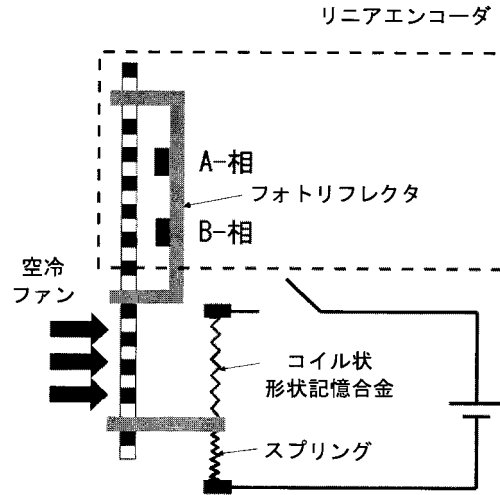 リニアエンコーダ
A-相
フォトリフレクタ
B-相
空冷
ファン
コイル状
形状記憶合金
スプリング